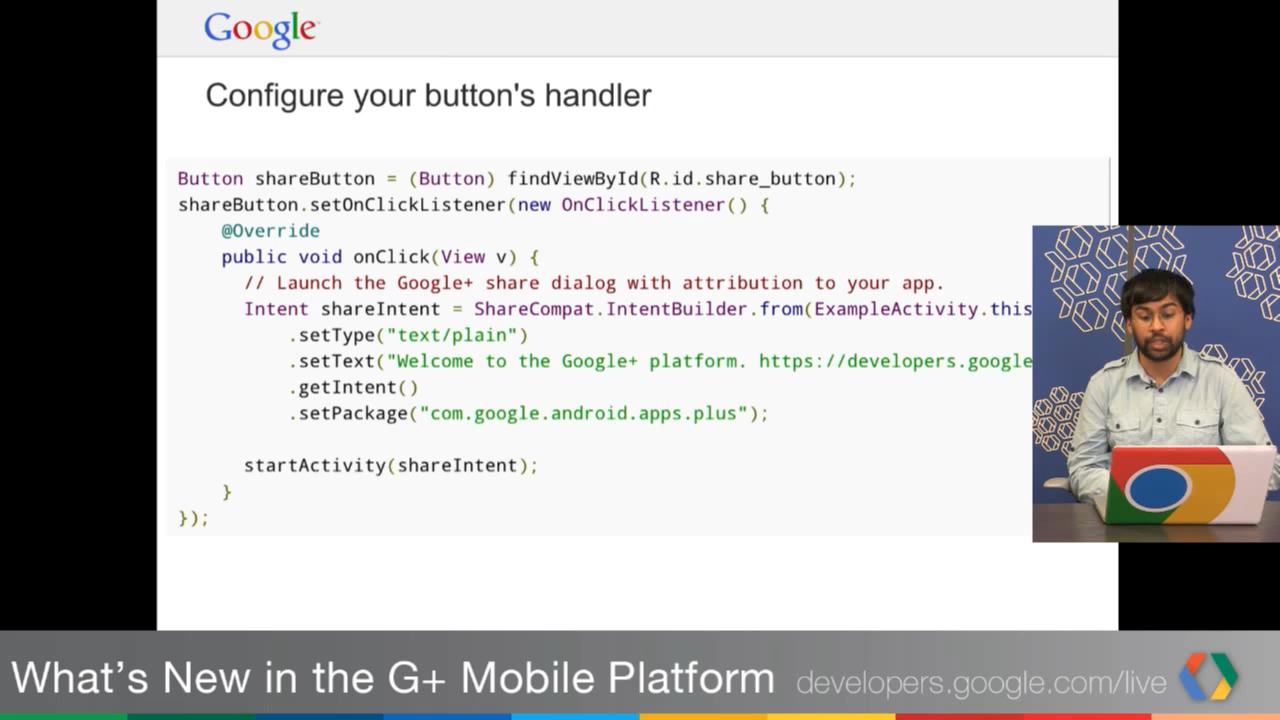 Google
Configure your button's handler
Button shareButton = (Button) findViewById(R.id.share_button);
shareButton.setOnClickListener(new OnClickListener() {
@Override
public void onClick(View v) {
// Launch the Google+ share dialog with attribution to your app.
Intent shareIntent = ShareCompat.IntentBuilder.from(ExampleActivity.this
.setType("text/plain")
.setText("Welcome to the Google+ platform. https://developers.google
.getIntent()
.setPackage("com.google.android.apps.plus");
startActivity(shareIntent);
}
});
What's New in the G+ Mobile Platform developers.google.com/live